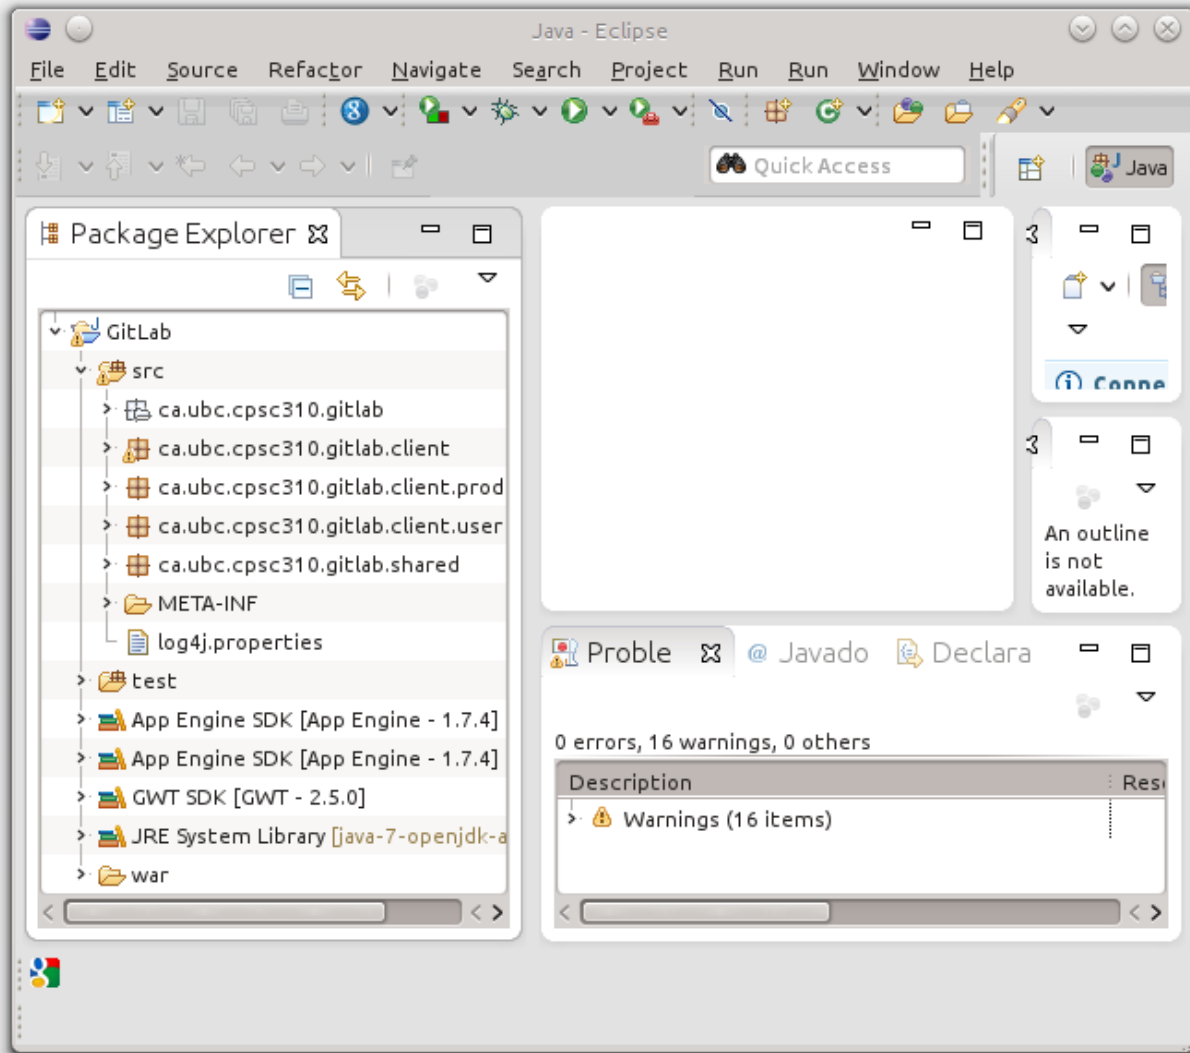 Java - Eclipse
File Edit Source Refactor Navigate Search Project Run Run Window Help
Quick Access
Java
Package Explorer
GitLab
src
ca.ubc.cpsc310.gitlab
ca.ubc.cpsc310.gitlab.client
ca.ubc.cpsc310.gitlab.client.prod
ca.ubc.cpsc310.gitlab.client.user
ca.ubc.cpsc310.gitlab.shared
META-INF
log4j.properties
test
App Engine SDK [App Engine - 1.7.4]
App Engine SDK [App Engine - 1.7.4]
GWT SDK [GWT - 2.5.0]
JRE System Library [java-7-openjdk-a
war
Conne
An outline
is not
available.
Proble @ Javado Declara
0 errors, 16 warnings, 0 others
Description Res
Warnings (16 items)